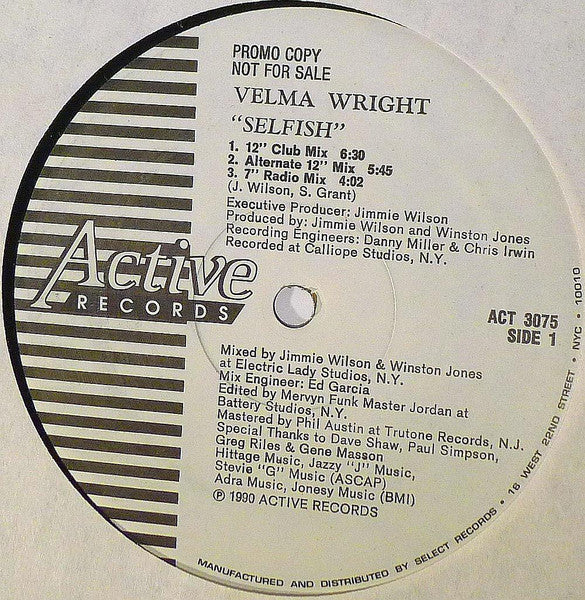 PROMO COPY
NOT FOR SALE
VELMA WRIGHT
"SELFISH"
1. 12" Club Mix 6:30
2. Alternate 12" Mix 5:45
3. 7" Radio Mix 4:02
(J. Wilson, S. Grant)
Executive Producer: Jimmie Wilson
Produced by: Jimmie Wilson and Winston Jones
Recording Engineers: Danny Miller & Chris Irwin
Recorded at Calliope Studios, N.Y.
Active
RECORDS
ACT 3075
SIDE 1
Mixed by Jimmie Wilson & Winston Jones
at Electric Lady Studios, N.Y.
Mix Engineer: Ed Garcia
Edited by Mervyn Funk Master Jordan at
Battery Studios, N.Y.
Mastered by Phil Austin at Trutone Records, N.J.
Special Thanks to Dave Shaw, Paul Simpson,
Greg Riles & Gene Masson
Hittage Music, Jazzy "J" Music,
Stevie "G" Music (ASCAP)
Adra Music, Jonesy Music (BMI)
℗ 1990 ACTIVE RECORDS
MANUFACTURED AND DISTRIBUTED BY SELECT RECORDS • 16 WEST 22ND STREET • NYC • 10010